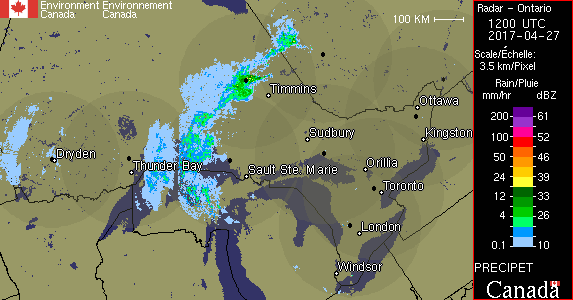 Environment Environnement
Canada Canada
100 KM
Timmins
Ottawa
Sudbury
Kingston
Dryden
Thunder Bay
Sault Ste. Marie
Orillia
Toronto
London
Windsor
Radar - Ontario
1200 UTC
2017-04-27
Scale/Échelle:
3.5 km/Pixel
Rain/Pluie
mm/hr dBZ
200 61
100 52
50 46
24 39
12 33
4 26
0.1 10
PRECIPET
Canada